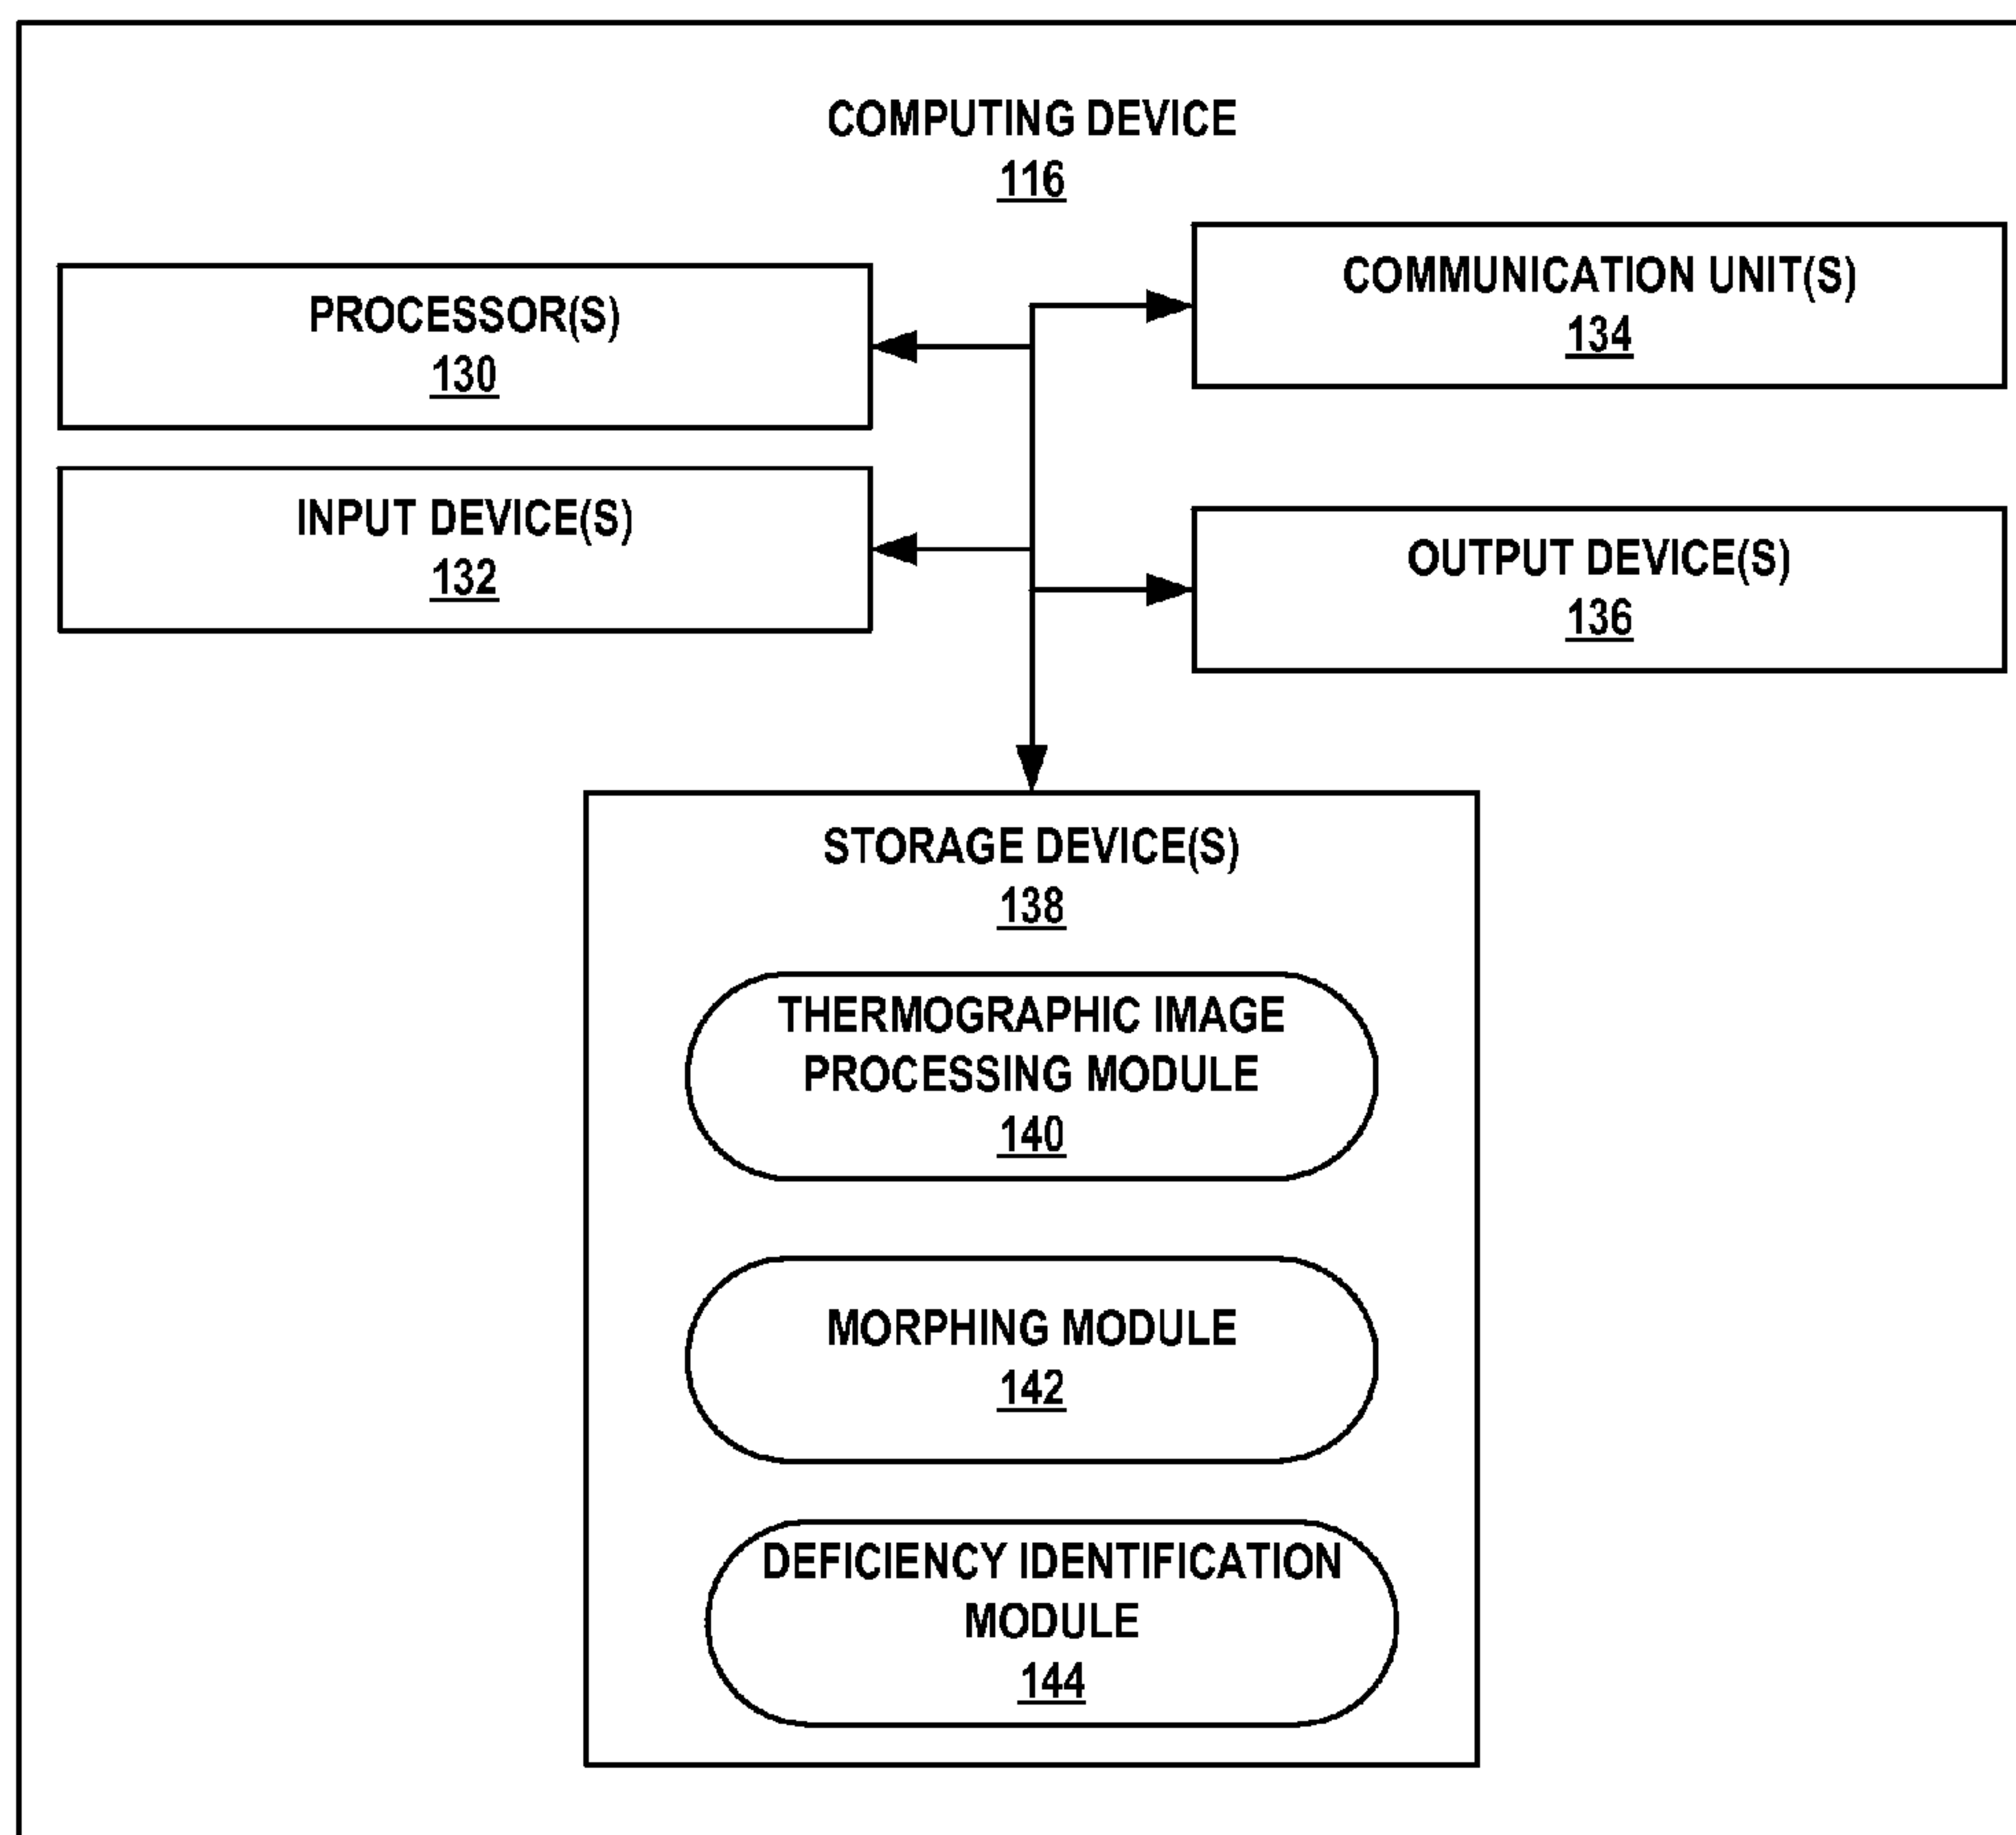 COMPUTING DEVICE
116
PROCESSOR(S)
130
COMMUNICATION UNIT(S)
134
INPUT DEVICE(S)
132
OUTPUT DEVICE(S)
136
STORAGE DEVICE(S)
138
THERMOGRAPHIC IMAGE
PROCESSING MODULE
140
MORPHING MODULE
142
DEFICIENCY IDENTIFICATION
MODULE
144